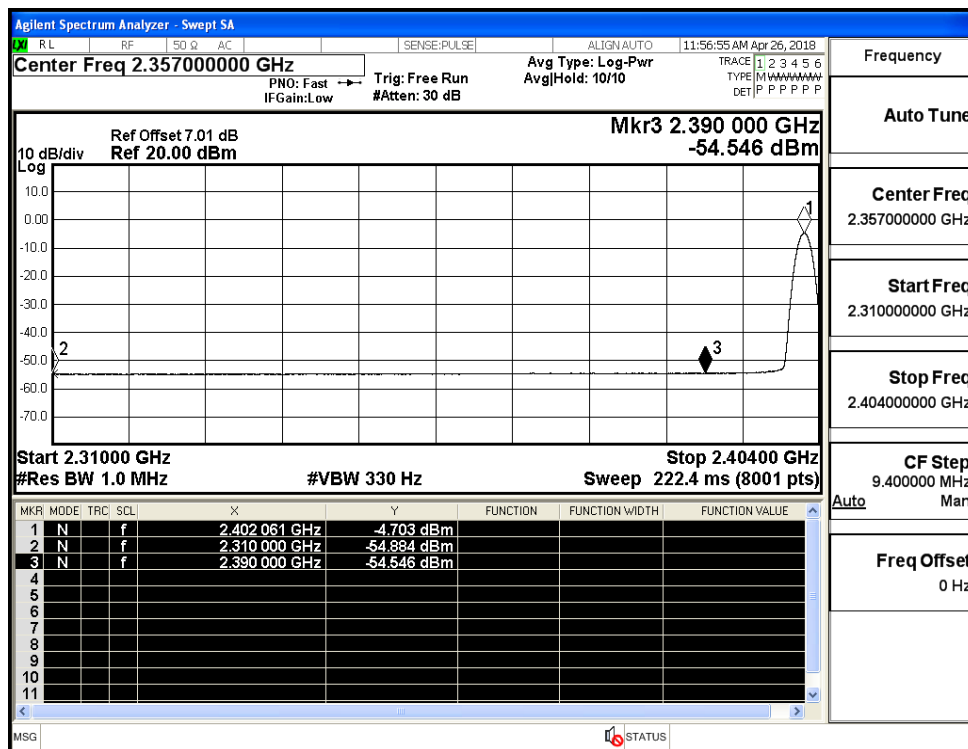 Agilent Spectrum Analyzer - Swept SA
LXI RL RF 50 Ω AC SENSE:PULSE ALIGN AUTO 11:56:55 AM Apr 26, 2018
Center Freq 2.357000000 GHz
PNO: Fast
IFGain:Low
Trig: Free Run
#Atten: 30 dB
Avg Type: Log-Pwr
Avg|Hold: 10/10
TRACE 1 2 3 4 5 6
TYPE M
DET P P P P P P
Ref Offset 7.01 dB
10 dB/div Ref 20.00 dBm
Log
Mkr3 2.390 000 GHz
-54.546 dBm
10.0
0.00
-10.0
-20.0
-30.0
-40.0
-50.0
-60.0
-70.0
1
2
3
Start 2.31000 GHz Stop 2.40400 GHz
#Res BW 1.0 MHz #VBW 330 Hz Sweep 222.4 ms (8001 pts)
MKR MODE TRC SCL X Y FUNCTION FUNCTION WIDTH FUNCTION VALUE
1 N f 2.402 061 GHz -4.703 dBm
2 N f 2.310 000 GHz -54.884 dBm
3 N f 2.390 000 GHz -54.546 dBm
4
5
6
7
8
9
10
11
MSG STATUS
Frequency
Auto Tune
Center Freq
2.357000000 GHz
Start Freq
2.310000000 GHz
Stop Freq
2.404000000 GHz
CF Step
9.400000 MHz
Auto Man
Freq Offset
0 Hz